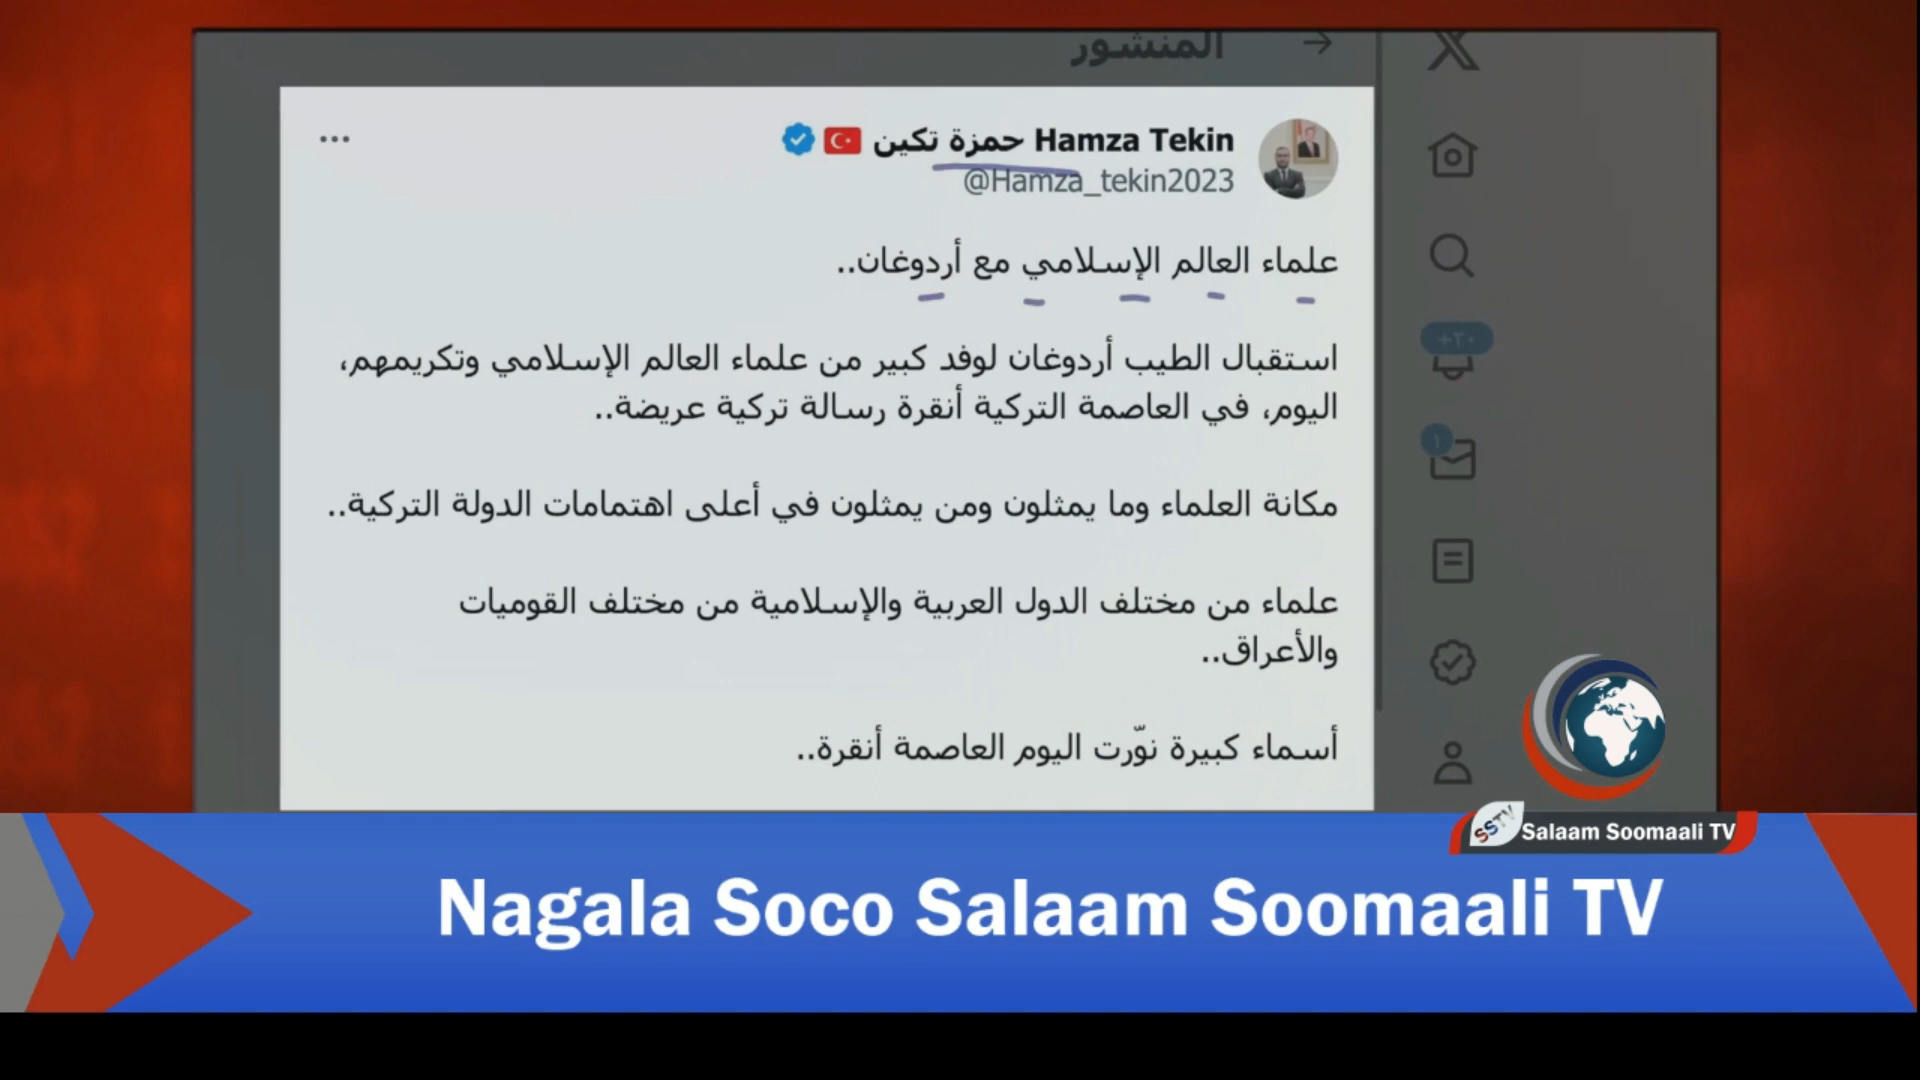 المنشور
Hamza Tekin حمزة تكين
@Hamza_tekin2023
علماء العالم الإسلامي مع أردوغان..
استقبال الطيب أردوغان لوفد كبير من علماء العالم الإسلامي وتكريمهم،
اليوم، في العاصمة التركية أنقرة رسالة تركية عريضة..
مكانة العلماء وما يمثلون ومن يمثلون في أعلى اهتمامات الدولة التركية..
علماء من مختلف الدول العربية والإسلامية من مختلف القوميات
والأعراق..
أسماء كبيرة نوّرت اليوم العاصمة أنقرة..
+٢٠
١
SSTV
Salaam Soomaali TV
Nagala Soco Salaam Soomaali TV